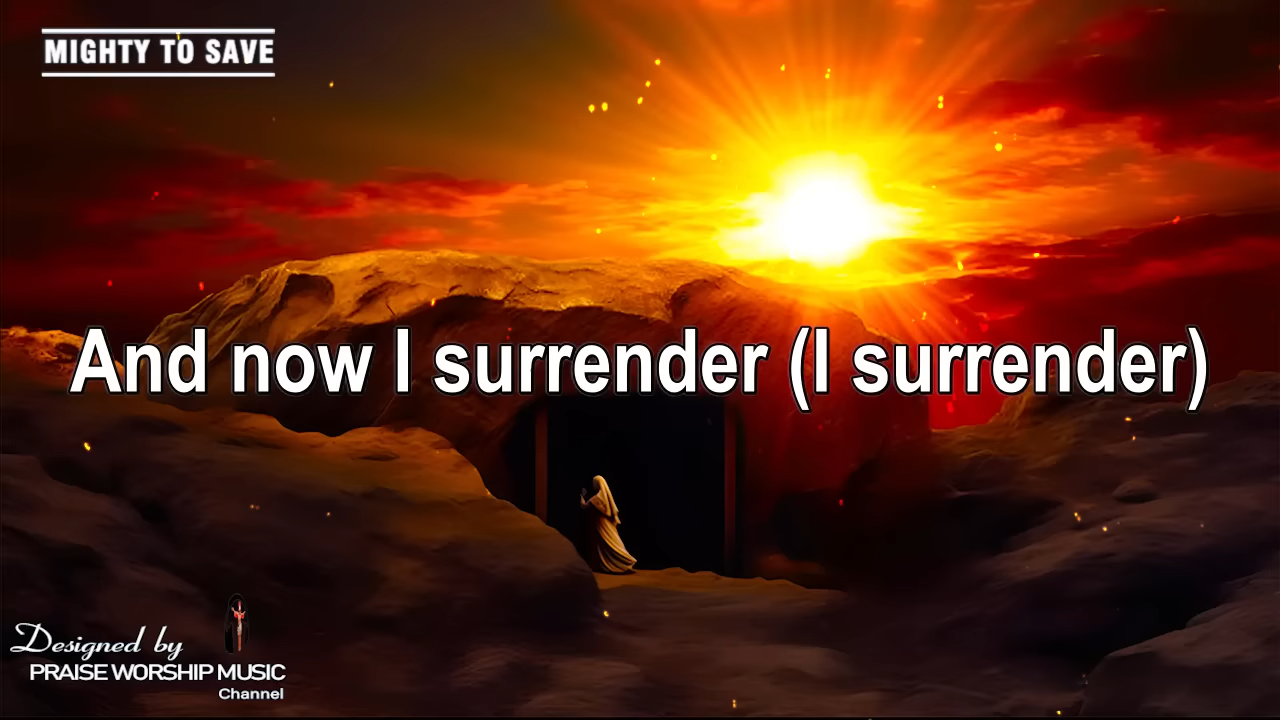 MIGHTY TO SAVE
And now I surrender (I surrender)
Designed by
PRAISE WORSHIP MUSIC
Channel